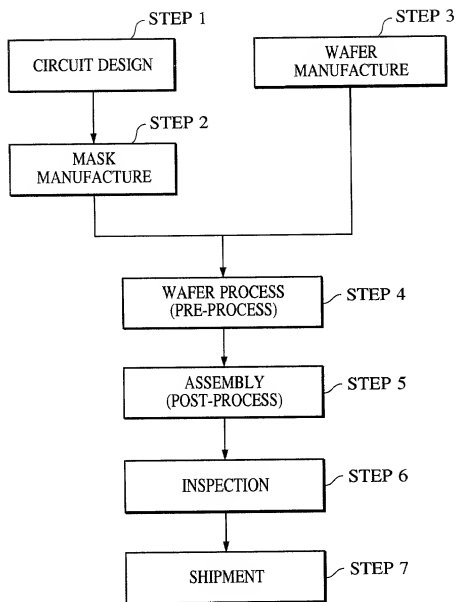 STEP 1
CIRCUIT DESIGN
STEP 3
WAFER
MANUFACTURE
STEP 2
MASK
MANUFACTURE
WAFER PROCESS
(PRE-PROCESS)
STEP 4
ASSEMBLY
(POST-PROCESS)
STEP 5
INSPECTION
STEP 6
SHIPMENT
STEP 7